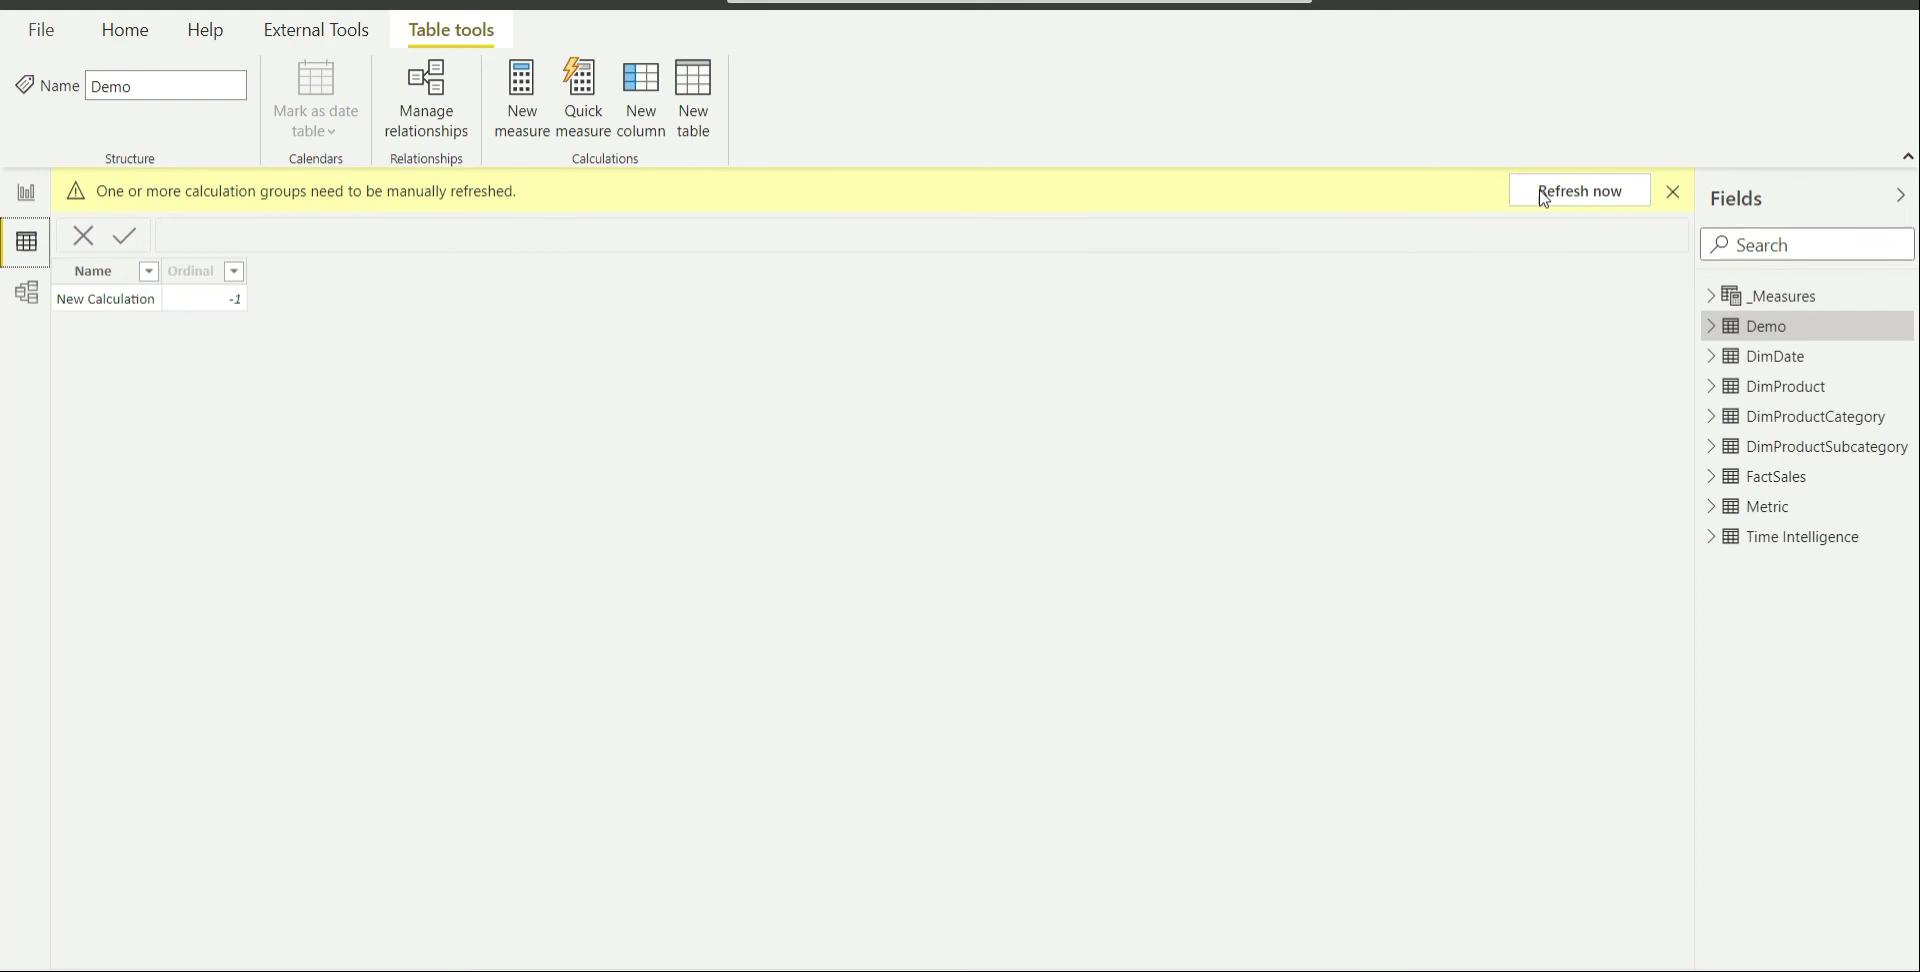 File Home Help External Tools Table tools
Name Demo
Mark as date table
Manage relationships
New measure
Quick measure
New column
New table
Structure Calendars Relationships Calculations
One or more calculation groups need to be manually refreshed. Refresh now
Fields
Search
Name Ordinal
New Calculation -1
_Measures
Demo
DimDate
DimProduct
DimProductCategory
DimProductSubcategory
FactSales
Metric
Time Intelligence